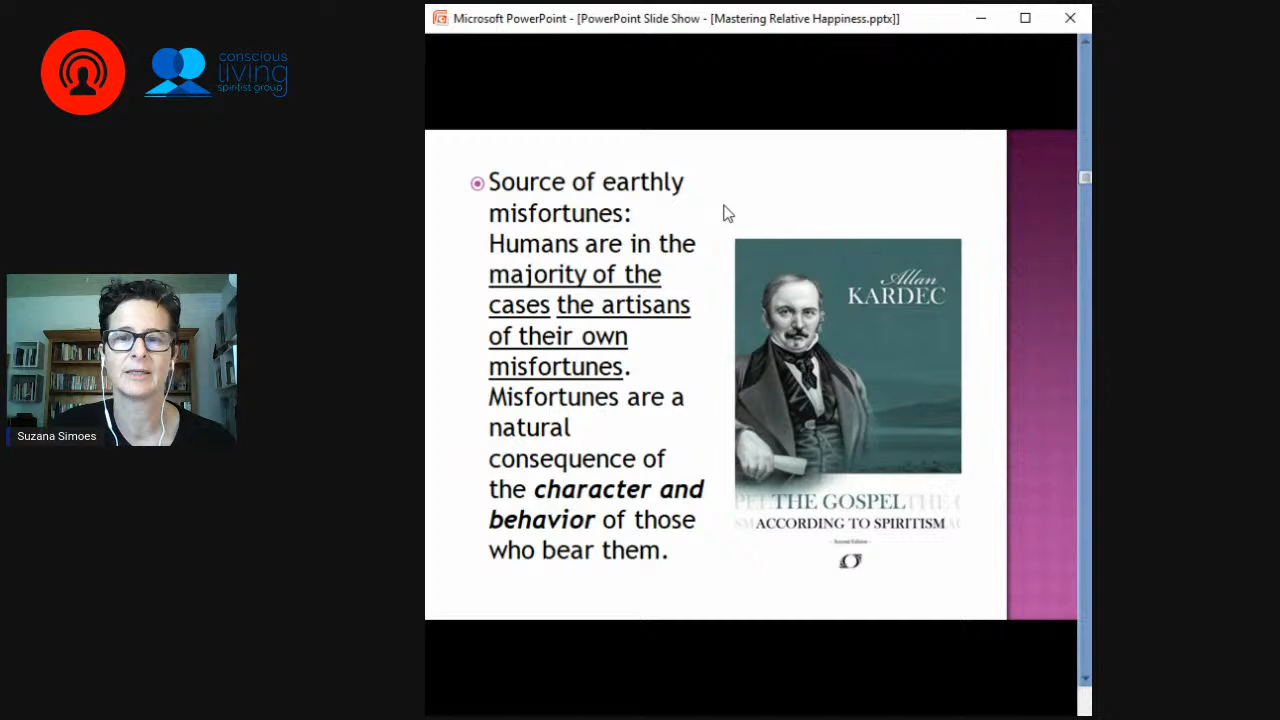 Microsoft PowerPoint - [PowerPoint Slide Show - [Mastering Relative Happiness.pptx]]
conscious
living
spiritist group
Source of earthly
misfortunes:
Humans are in the
majority of the
cases the artisans
of their own
misfortunes.
Misfortunes are a
natural
consequence of
the character and
behavior of those
who bear them.
Allan
KARDEC
THE GOSPEL
ACCORDING TO SPIRITISM
- Second Edition -
Suzana Simoes